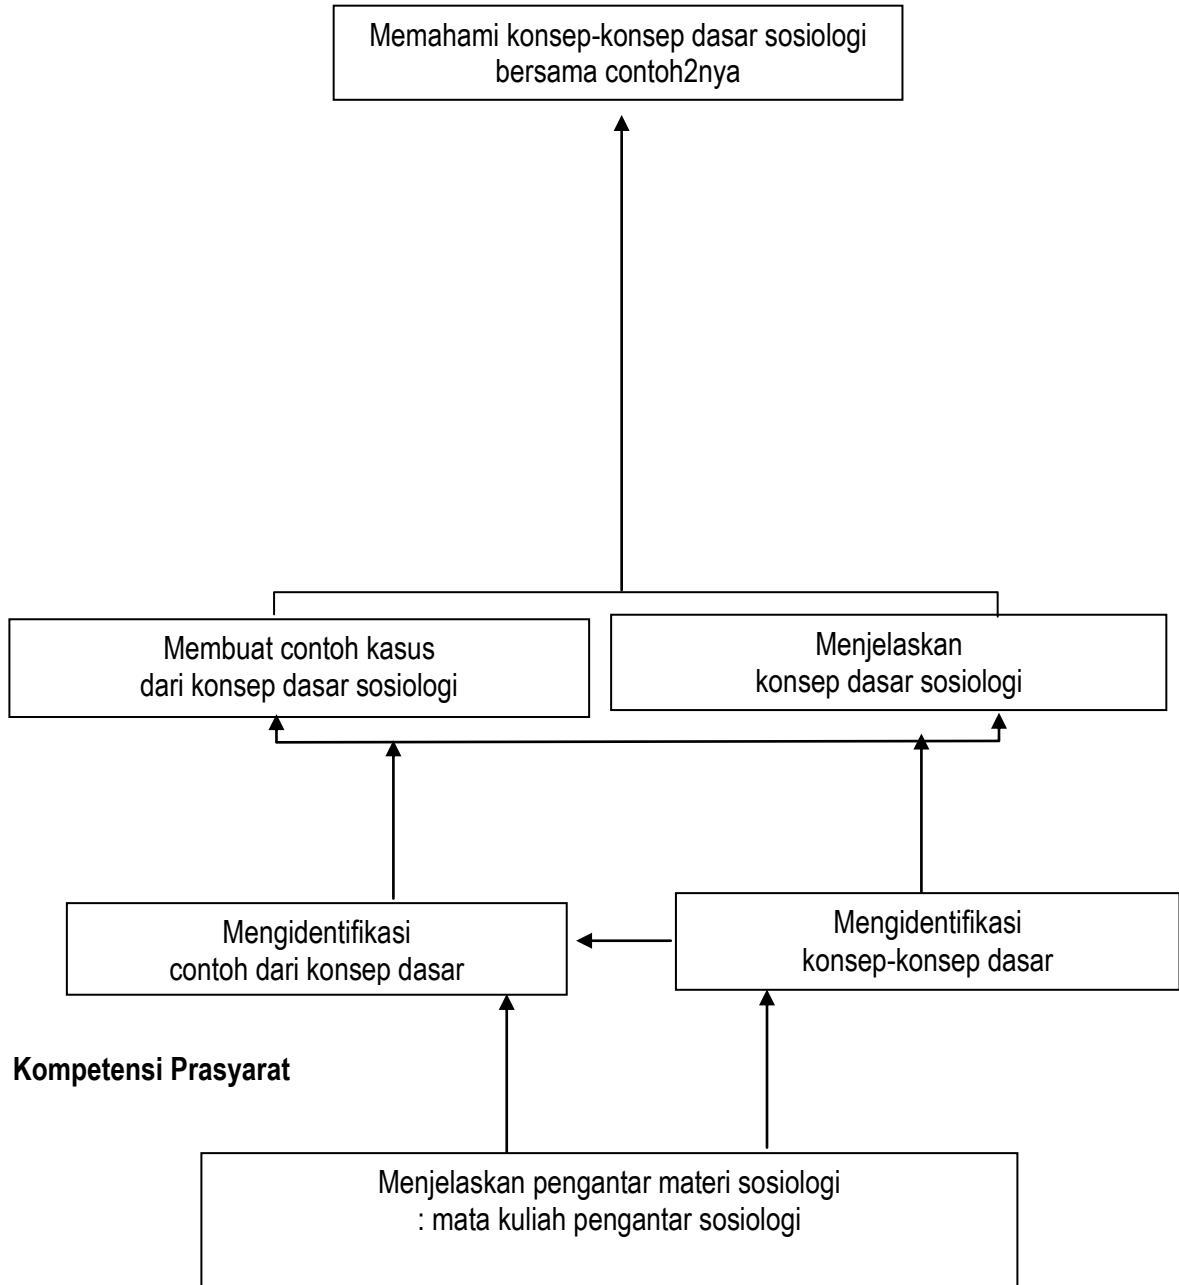 Memahami konsep-konsep dasar sosiologi
bersama contoh2nya
Membuat contoh kasus
dari konsep dasar sosiologi
Menjelaskan
konsep dasar sosiologi
Mengidentifikasi
contoh dari konsep dasar
Mengidentifikasi
konsep-konsep dasar
Kompetensi Prasyarat
Menjelaskan pengantar materi sosiologi
: mata kuliah pengantar sosiologi